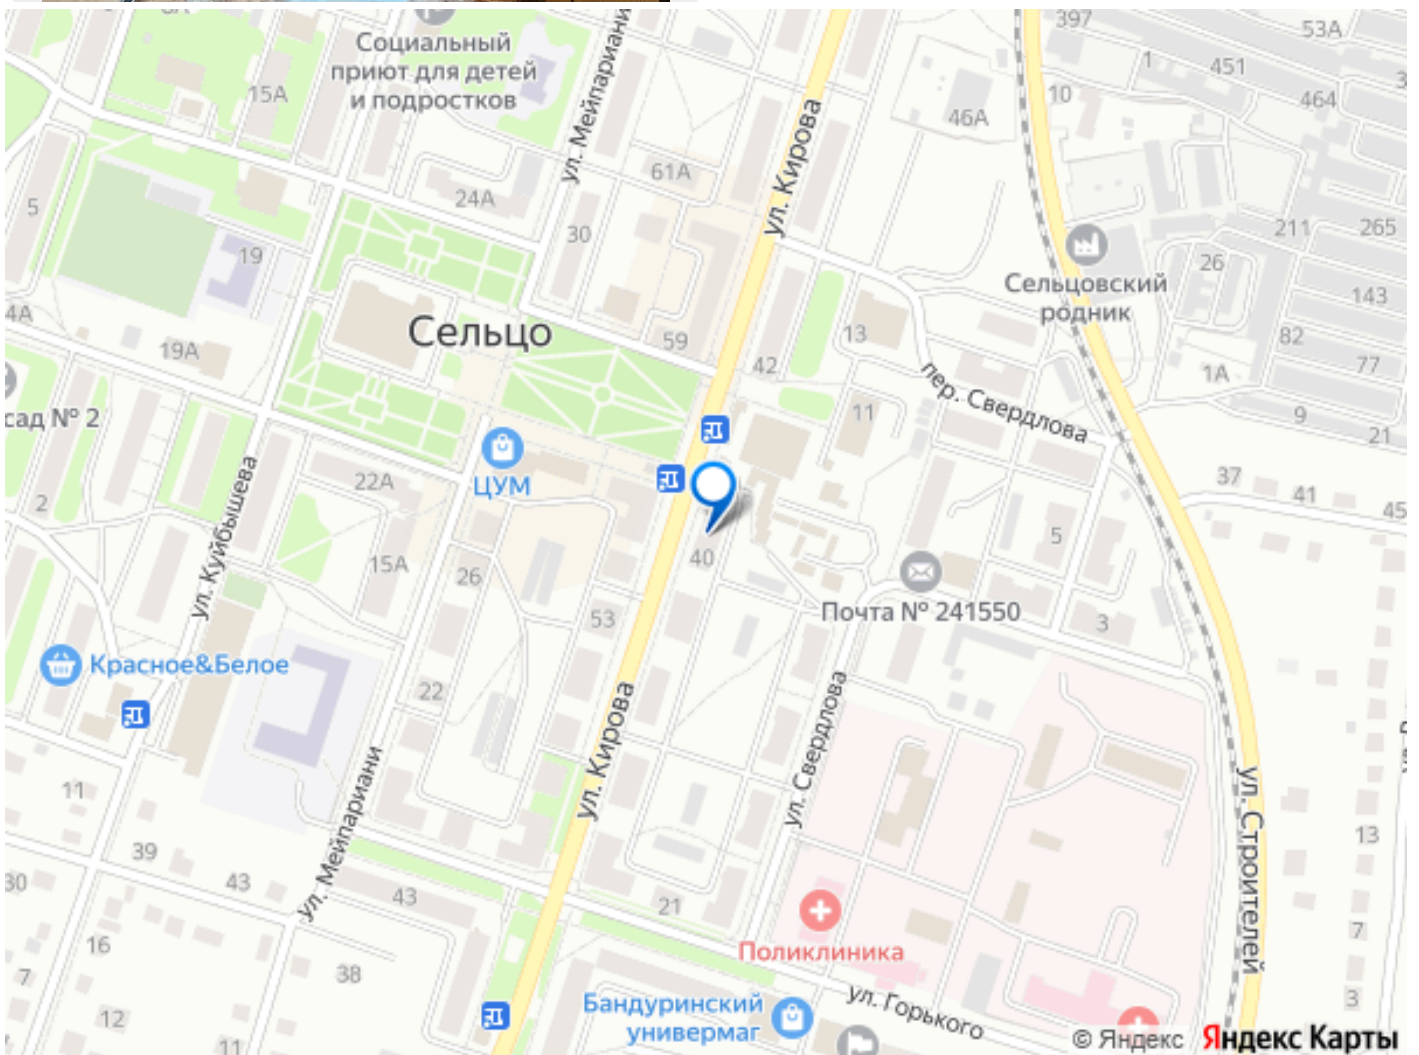 397
53А
Социальный
приют для детей
и подростков
ул. Мейпариани
ул. Кирова
1
451
15А
10
464
46А
61А
24А
5
30
211
265
19
26
Сельцовский
родник
143
4А
13
82
Сельцо
19А
59
42
77
1А
пер. Свердлова
сад № 2
11
9
21
ЦУМ
22А
37
41
45
2
ул. Куйбышева
5
15А
26
40
Почта № 241550
53
3
Красное&Белое
22
ул. Свердлова
ул. Кирова
ул. Мейпариани
ул. Строителей
11
13
39
43
30
43
21
16
Поликлиника
7
7
38
ул. Горького
Бандуринский
универмаг
3
12
11
© Яндекс Яндекс Карты